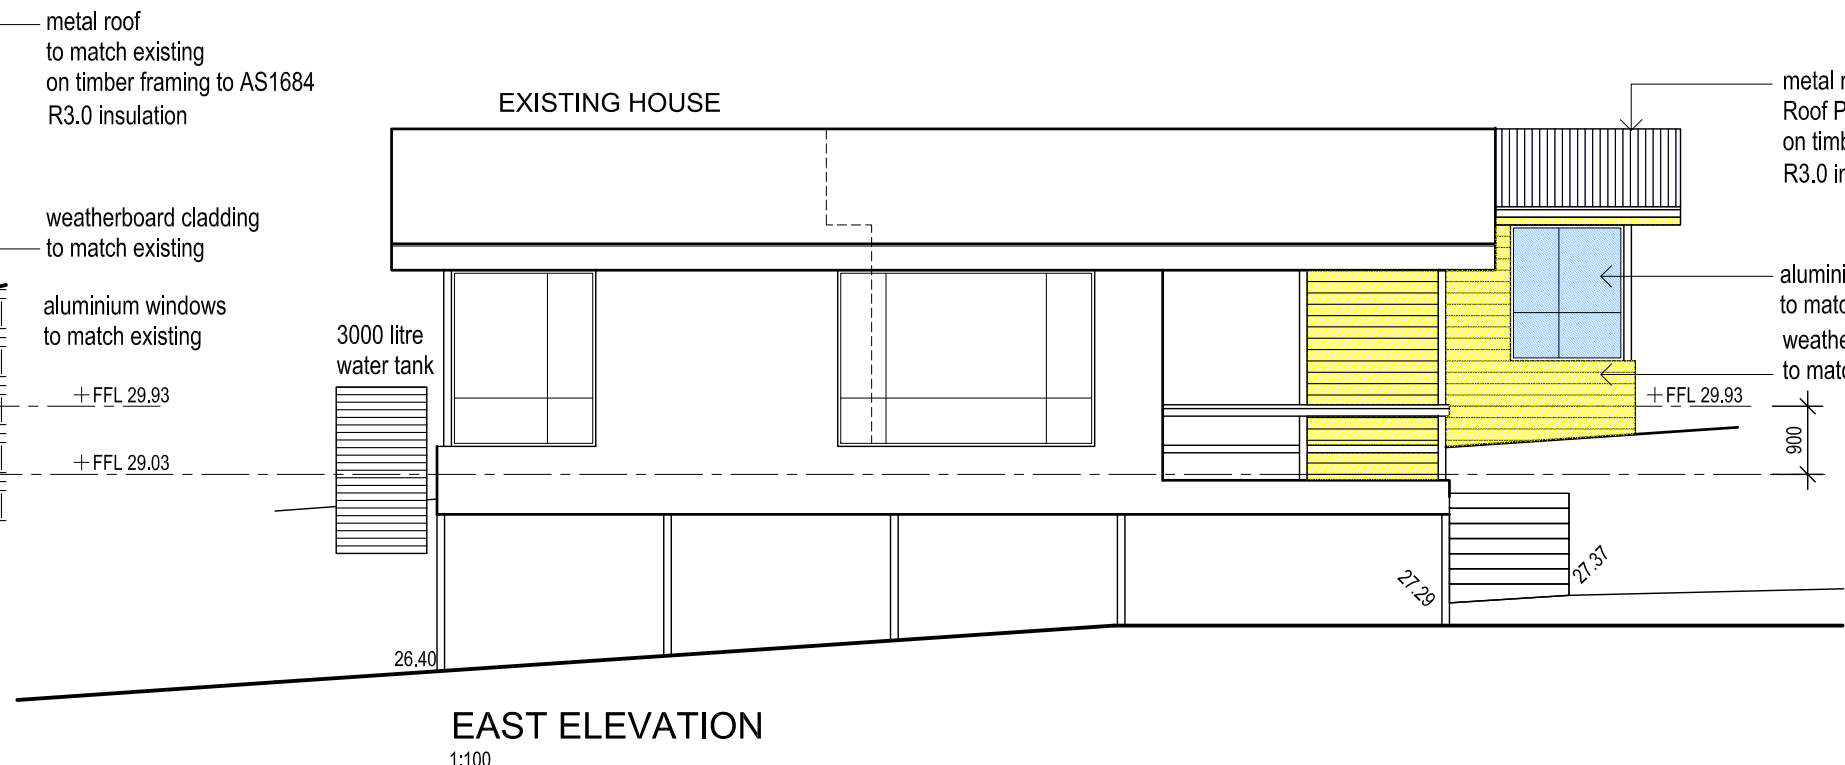 metal roof
to match existing
on timber framing to AS1684
R3.0 insulation
EXISTING HOUSE
metal r
Roof P
on timb
R3.0 in
weatherboard cladding
to match existing
aluminium windows
to match existing
3000 litre
water tank
alumini
to matc
weathe
to matc
+FFL 29.93
+FFL 29.93
900
+FFL 29.03
27.29
27.37
26.40
EAST ELEVATION
1:100